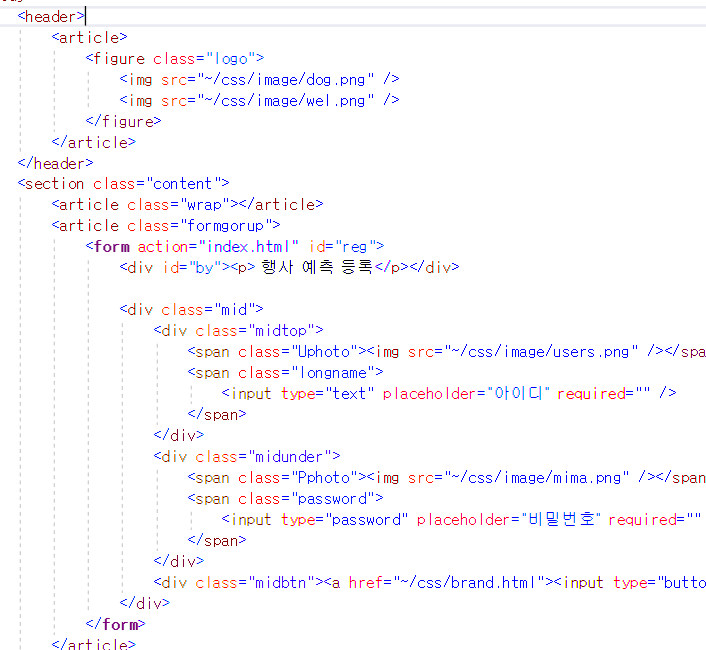 <header>
<article>
<figure class="logo">
<img src="~/css/image/dog.png" />
<img src="~/css/image/wel.png" />
</figure>
</article>
</header>
<section class="content">
<article class="wrap"></article>
<article class="formgorup">
<form action="index.html" id="reg">
<div id="by"><p> 행사 예측 등록</p></div>
<div class="mid">
<div class="midtop">
<span class="Uphoto"><img src="~/css/image/users.png" /></spa
<span class="longname">
<input type="text" placeholder="아이디" required="" />
</span>
</div>
<div class="midunder">
<span class="Pphoto"><img src="~/css/image/mima.png" /></span
<span class="password">
<input type="password" placeholder="비밀번호" required=""
</span>
</div>
<div class="midbtn"><a href="~/css/brand.html"><input type="butto
</div>
</form>
</article>